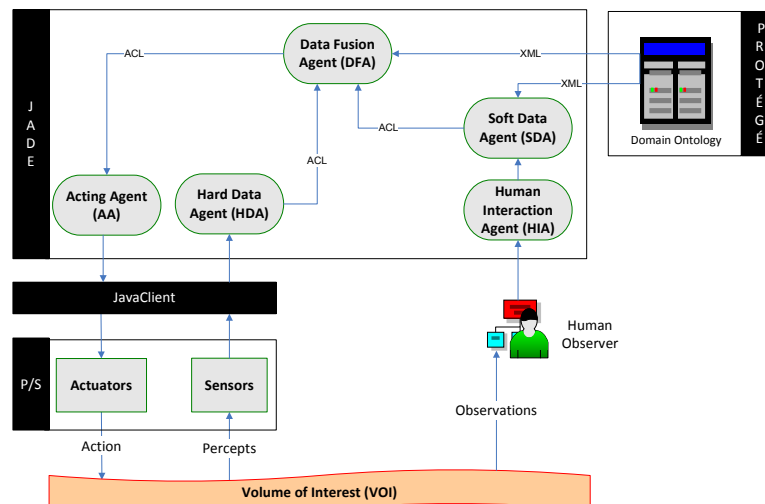 Data Fusion
Agent (DFA)
ACL
XML
XML
PROTÉGÉ
Domain Ontology
JADE
ACL
Soft Data
Agent
(SDA)
ACL
Acting Agent
(AA)
Hard Data
Agent (HDA)
Human
Interaction
Agent (HIA)
JavaClient
Human
Observer
P/S
Actuators
Sensors
Observations
Action
Percepts
Volume of Interest (VOI)